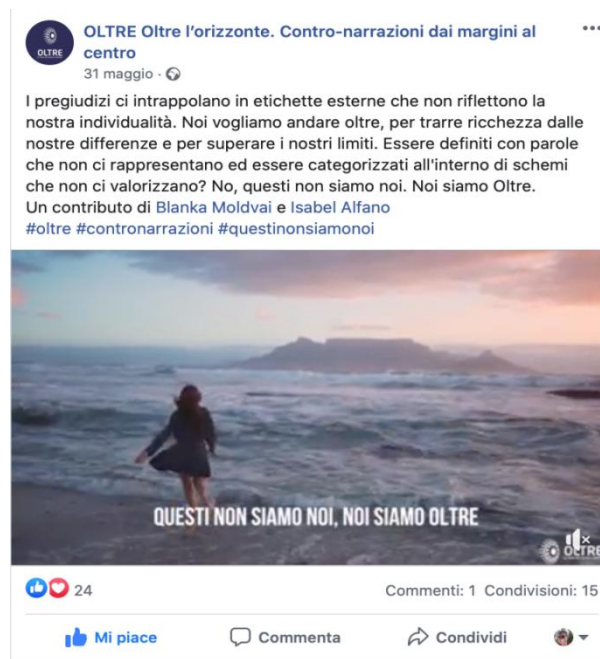 OLTRE Oltre l'orizzonte. Contro-narrazioni dai margini al
centro
OLTRE
31 maggio ·
I pregiudizi ci intrappolano in etichette esterne che non riflettono la
nostra individualità. Noi vogliamo andare oltre, per trarre ricchezza dalle
nostre differenze e per superare i nostri limiti. Essere definiti con parole
che non ci rappresentano ed essere categorizzati all'interno di schemi
che non ci valorizzano? No, questi non siamo noi. Noi siamo Oltre.
Un contributo di Blanka Moldvai e Isabel Alfano
#oltre #contronarrazioni #questinonsiamonoi
QUESTI NON SIAMO NOI, NOI SIAMO OLTRE
OLTRE
24
Commenti: 1 Condivisioni: 15
Mi piace Commenta Condividi